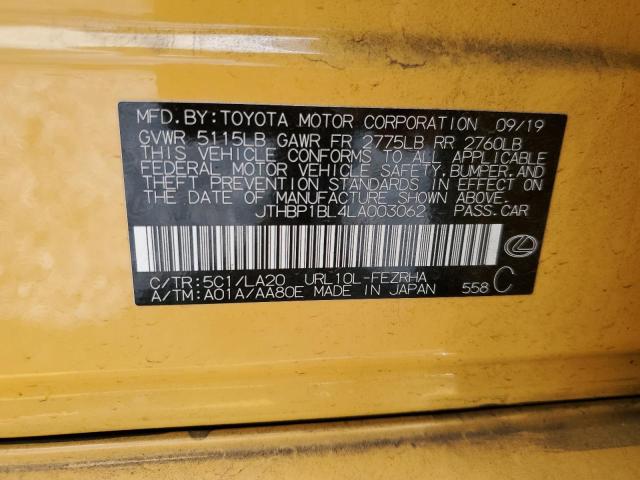 MFD.BY:TOYOTA MOTOR CORPORATION 09/19
GVWR 5115LB GAWR FR 2775LB RR 2760LB
THIS VEHICLE CONFORMS TO ALL APPLICABLE
FEDERAL MOTOR VEHICLE SAFETY,BUMPER,AND
THEFT PREVENTION STANDARDS IN EFFECT ON
THE DATE OF MANUFACTURE SHOWN ABOVE.
JTHBP1BL4LA003062 PASS.CAR
C/TR:5C1/LA20 URL10L-FEZRHA
A/TM:A01A/AA80E MADE IN JAPAN 558 C